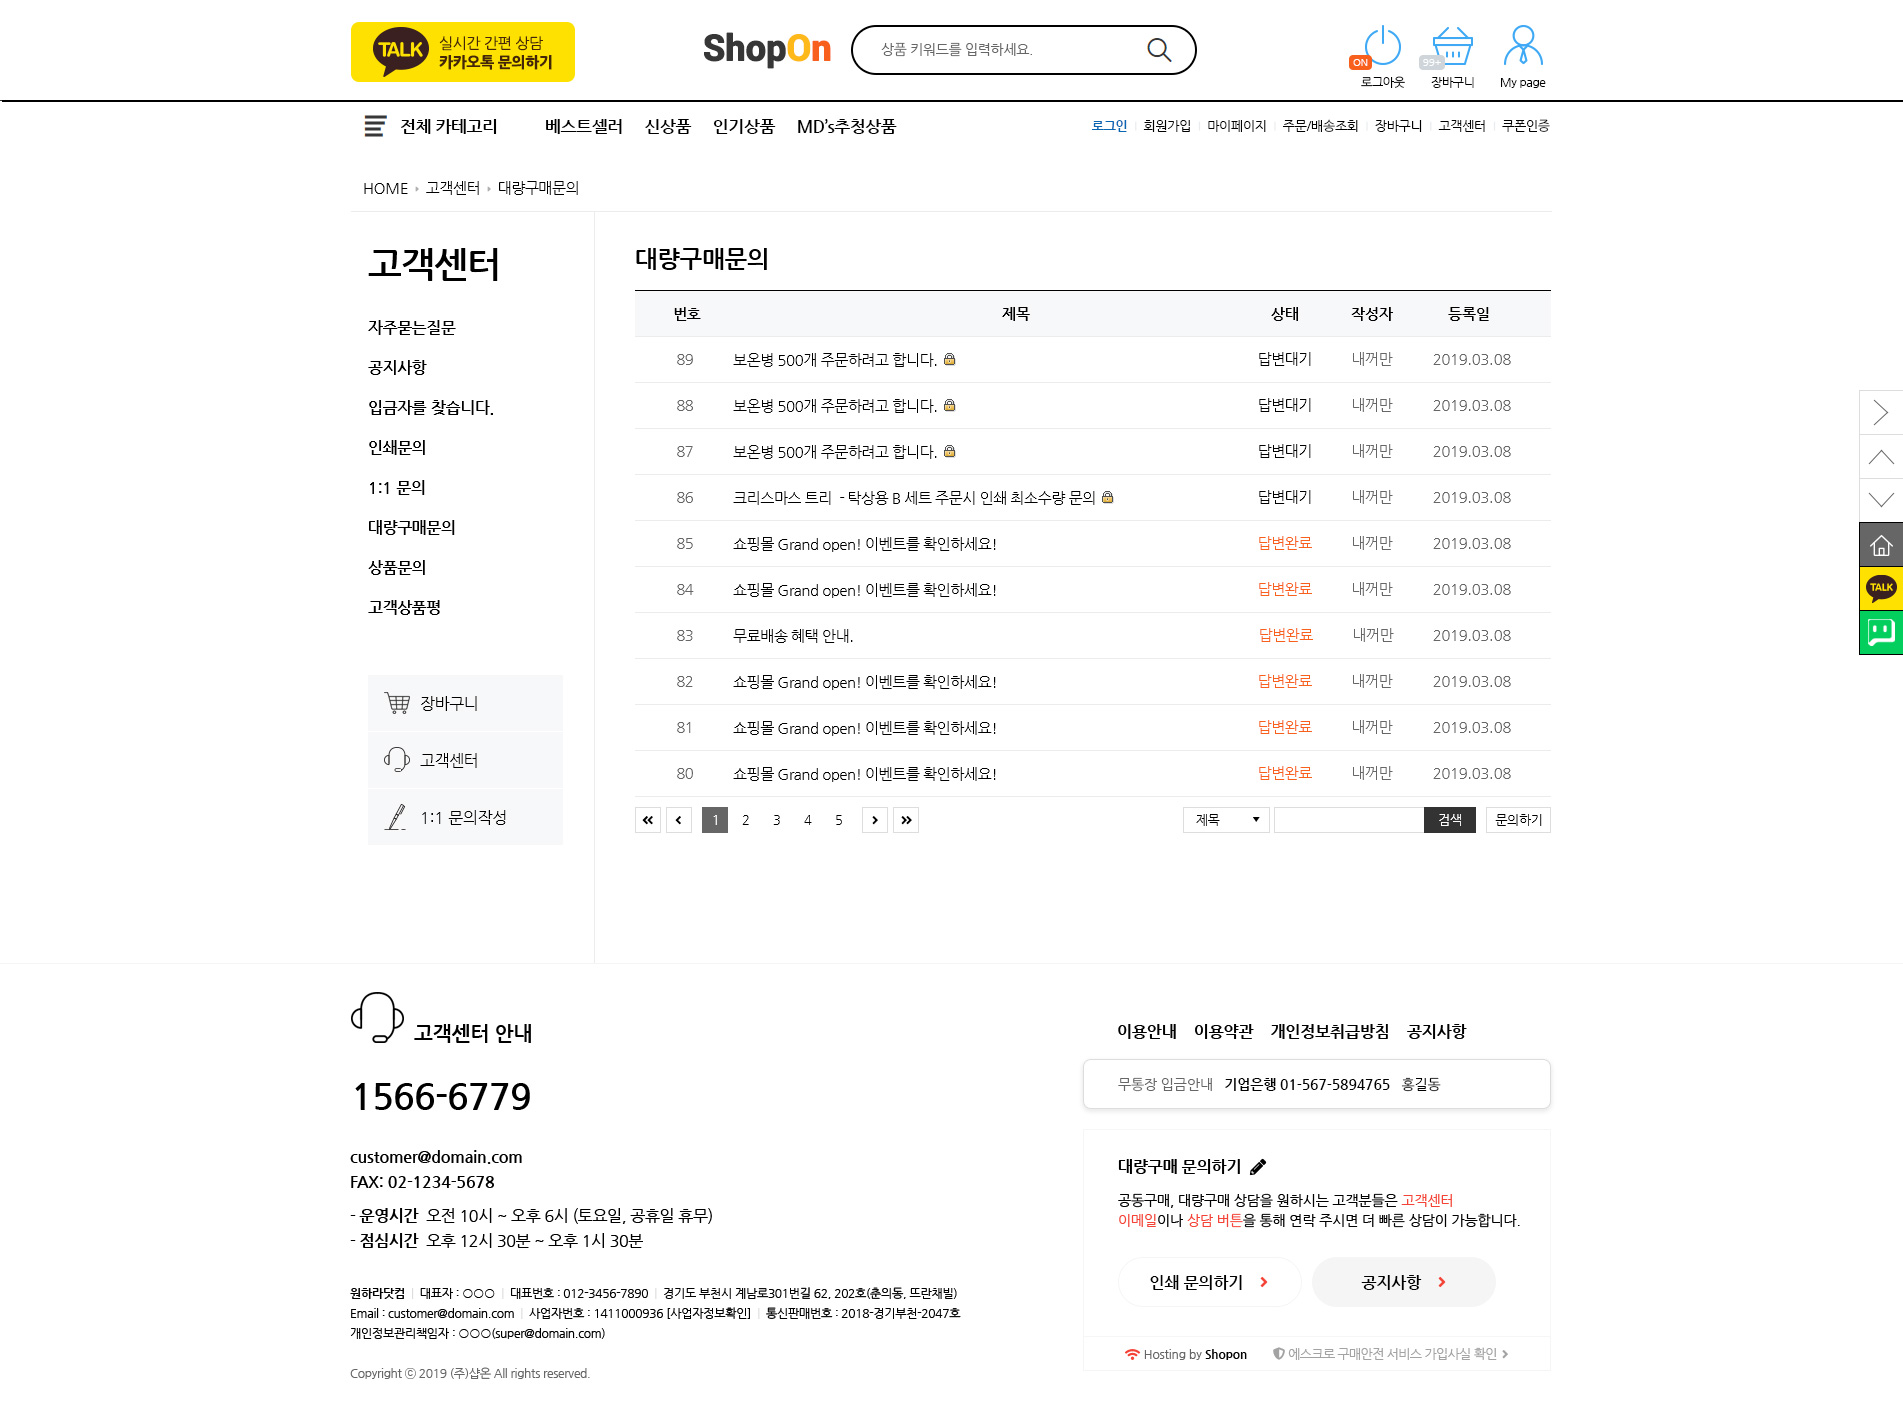 TALK 실시간 간편 상담
카카오톡 문의하기
ShopOn
상품 키워드를 입력하세요.
ON 로그아웃
99+ 장바구니
My page
전체 카테고리 베스트셀러 신상품 인기상품 MD's추청상품
로그인 회원가입 마이페이지 주문/배송조회 장바구니 고객센터 쿠폰인증
HOME 고객센터 대량구매문의
고객센터
자주묻는질문
공지사항
입금자를 찾습니다.
인쇄문의
1:1 문의
대량구매문의
상품문의
고객상품평
장바구니
고객센터
1:1 문의작성
대량구매문의
번호 제목 상태 작성자 등록일
89 보온병 500개 주문하려고 합니다. 답변대기 내꺼만 2019.03.08
88 보온병 500개 주문하려고 합니다. 답변대기 내꺼만 2019.03.08
87 보온병 500개 주문하려고 합니다. 답변대기 내꺼만 2019.03.08
86 크리스마스 트리 - 탁상용 B 세트 주문시 인쇄 최소수량 문의 답변대기 내꺼만 2019.03.08
85 쇼핑몰 Grand open! 이벤트를 확인하세요! 답변완료 내꺼만 2019.03.08
84 쇼핑몰 Grand open! 이벤트를 확인하세요! 답변완료 내꺼만 2019.03.08
83 무료배송 혜택 안내. 답변완료 내꺼만 2019.03.08
82 쇼핑몰 Grand open! 이벤트를 확인하세요! 답변완료 내꺼만 2019.03.08
81 쇼핑몰 Grand open! 이벤트를 확인하세요! 답변완료 내꺼만 2019.03.08
80 쇼핑몰 Grand open! 이벤트를 확인하세요! 답변완료 내꺼만 2019.03.08
1 2 3 4 5 제목 검색 문의하기
TALK
고객센터 안내
1566-6779
customer@domain.com
FAX: 02-1234-5678
- 운영시간 오전 10시 ~ 오후 6시 (토요일, 공휴일 휴무)
- 점심시간 오후 12시 30분 ~ 오후 1시 30분
원하라닷컴 | 대표자 : ○○○ | 대표번호 : 012-3456-7890 | 경기도 부천시 계남로301번길 62, 202호(춘의동, 뜨란채빌)
Email : customer@domain.com | 사업자번호 : 1411000936 [사업자정보확인] | 통신판매번호 : 2018-경기부천-2047호
개인정보관리책임자 : ○○○(super@domain.com)
Copyright ⓒ 2019 (주)샵온 All rights reserved.
이용안내 이용약관 개인정보취급방침 공지사항
무통장 입금안내 기업은행 01-567-5894765 홍길동
대량구매 문의하기
공동구매, 대량구매 상담을 원하시는 고객분들은 고객센터
이메일이나 상담 버튼을 통해 연락 주시면 더 빠른 상담이 가능합니다.
인쇄 문의하기 공지사항
Hosting by Shopon 에스크로 구매안전 서비스 가입사실 확인